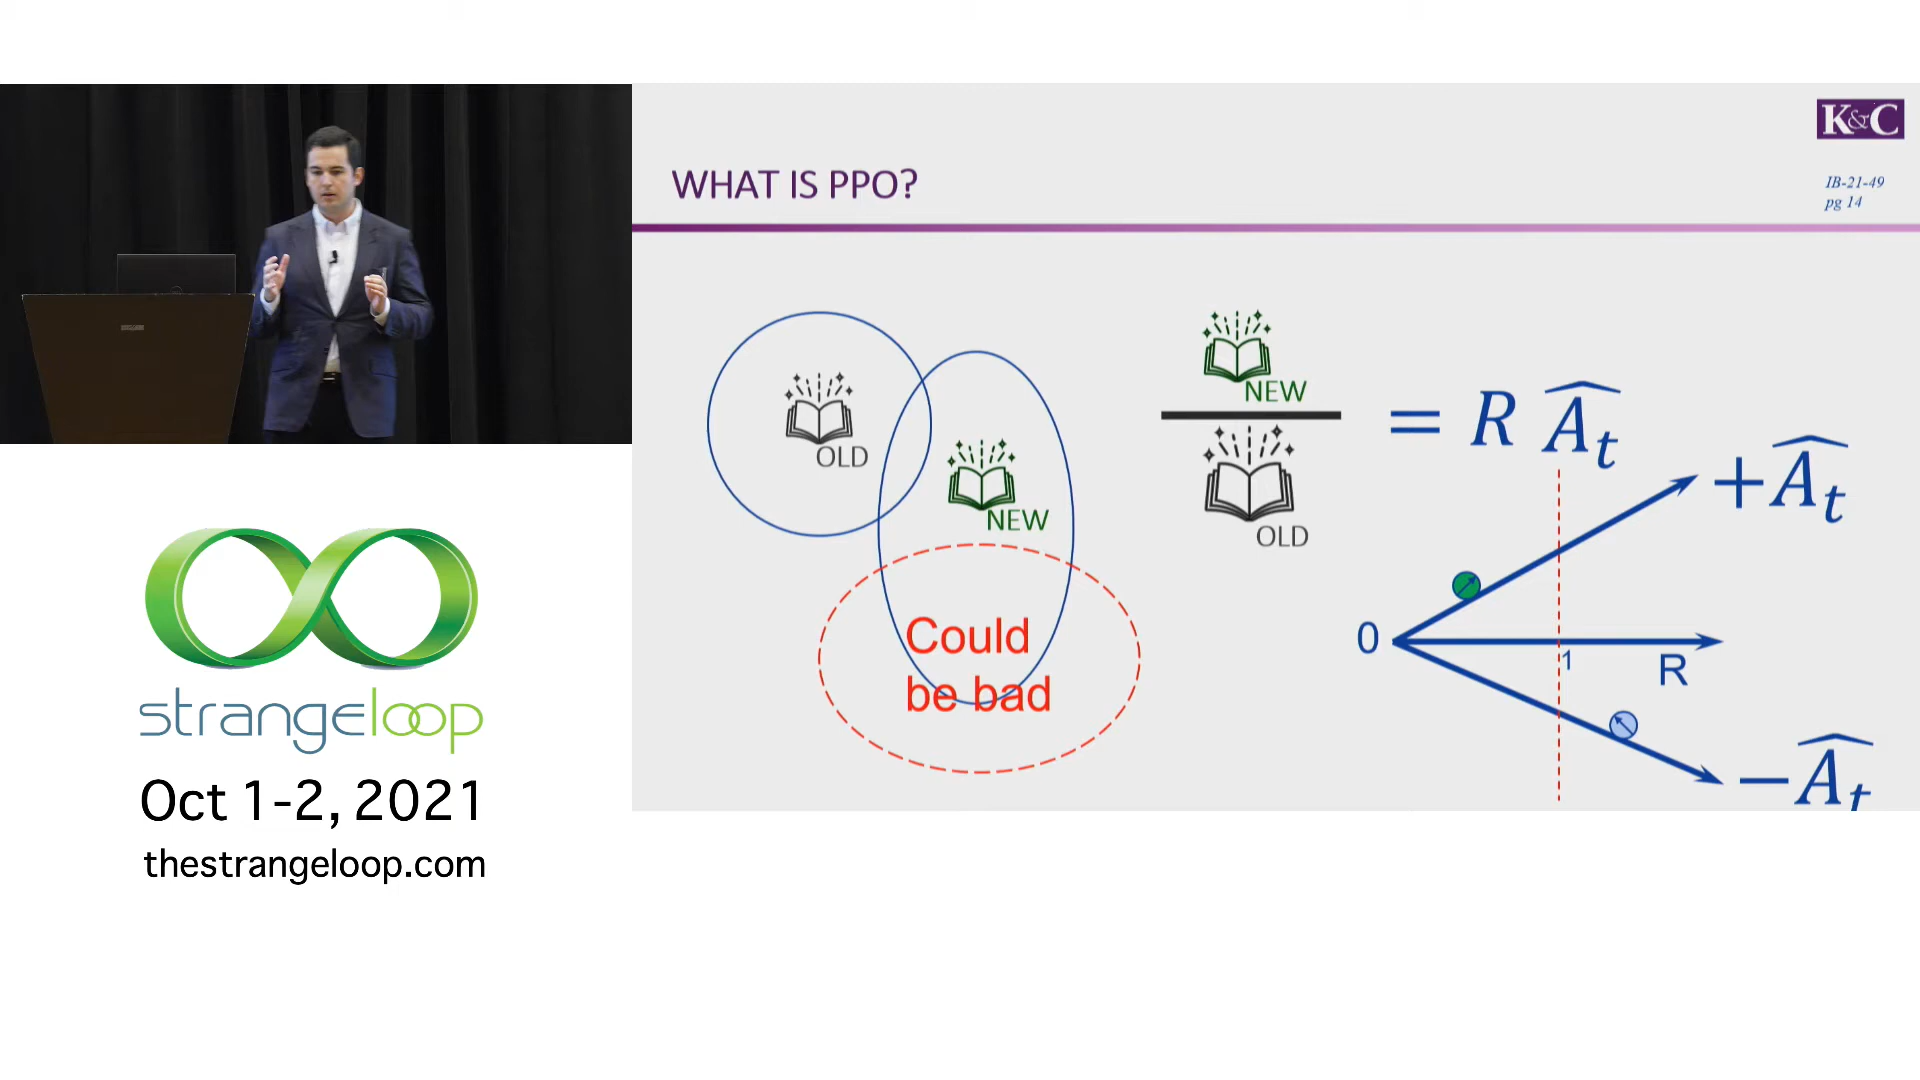 K&C
IB-21-49
pg 14
WHAT IS PPO?
OLD
NEW
Could
be bad
NEW
OLD
= R Â_t
+Â_t
0
1
R
−Â_t
strangeloop
Oct 1-2, 2021
thestrangeloop.com